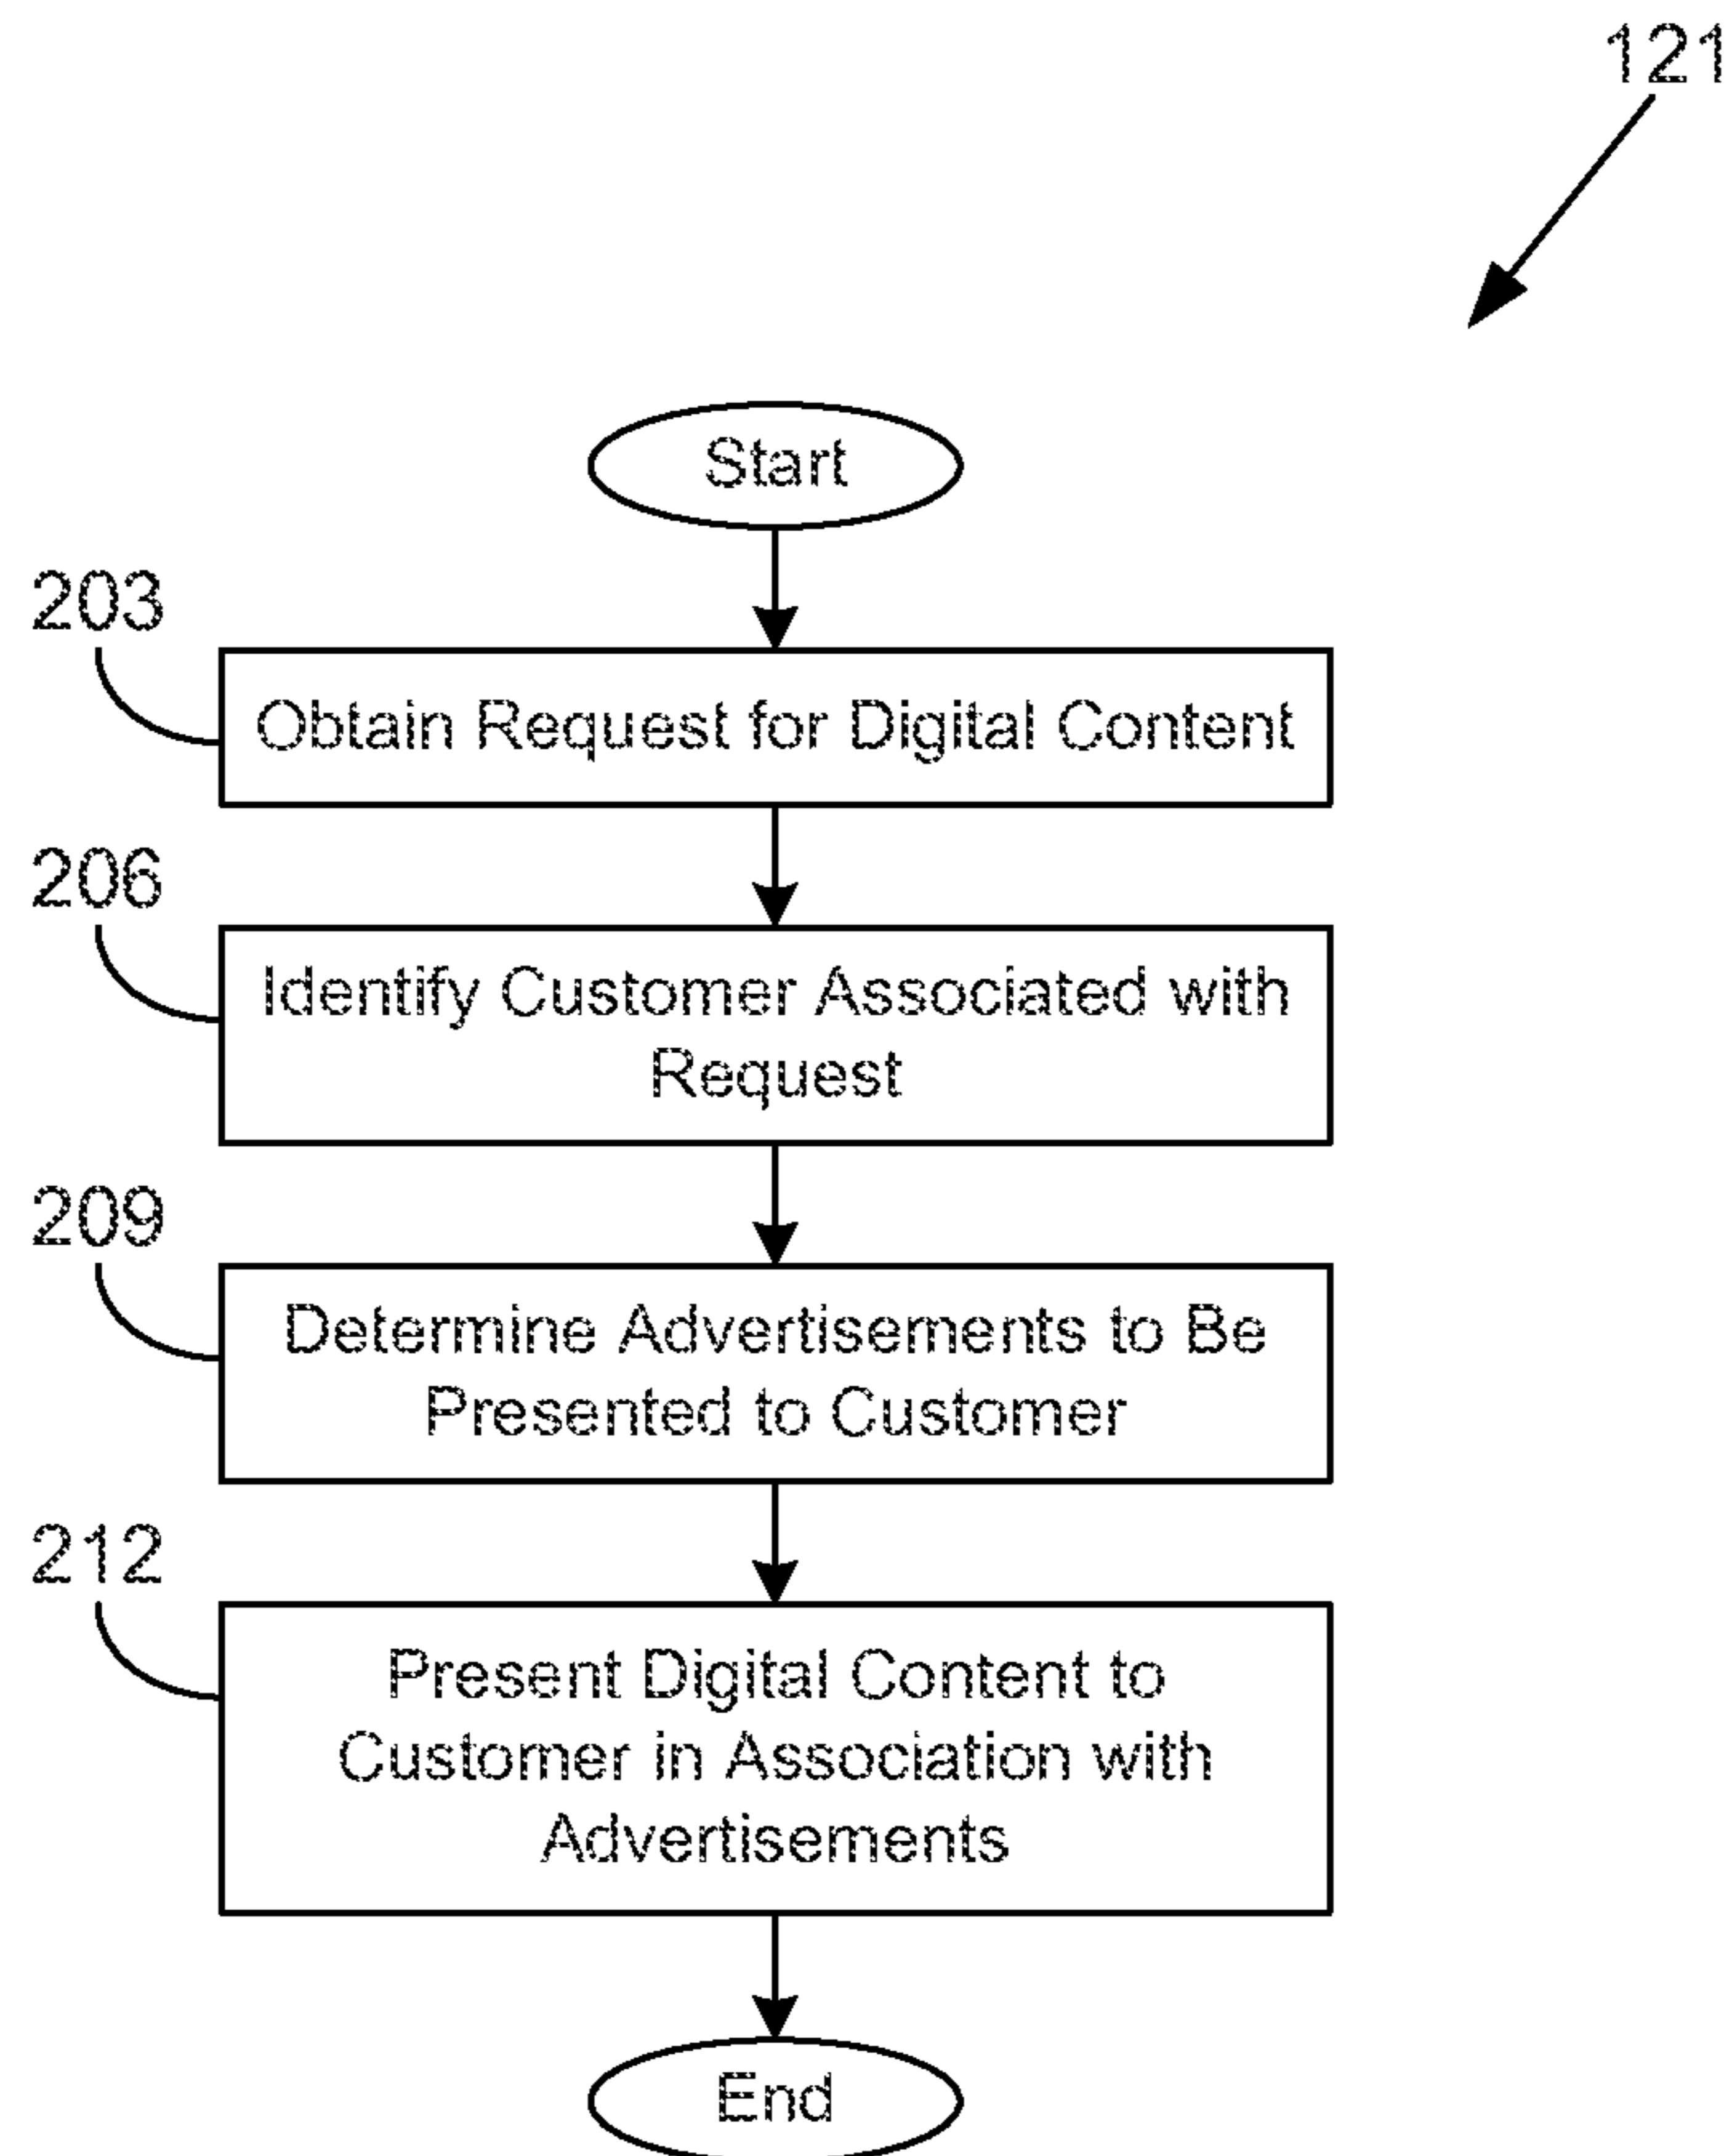 121
Start
203
Obtain Request for Digital Content
206
Identify Customer Associated with
Request
209
Determine Advertisements to Be
Presented to Customer
212
Present Digital Content to
Customer in Association with
Advertisements
End